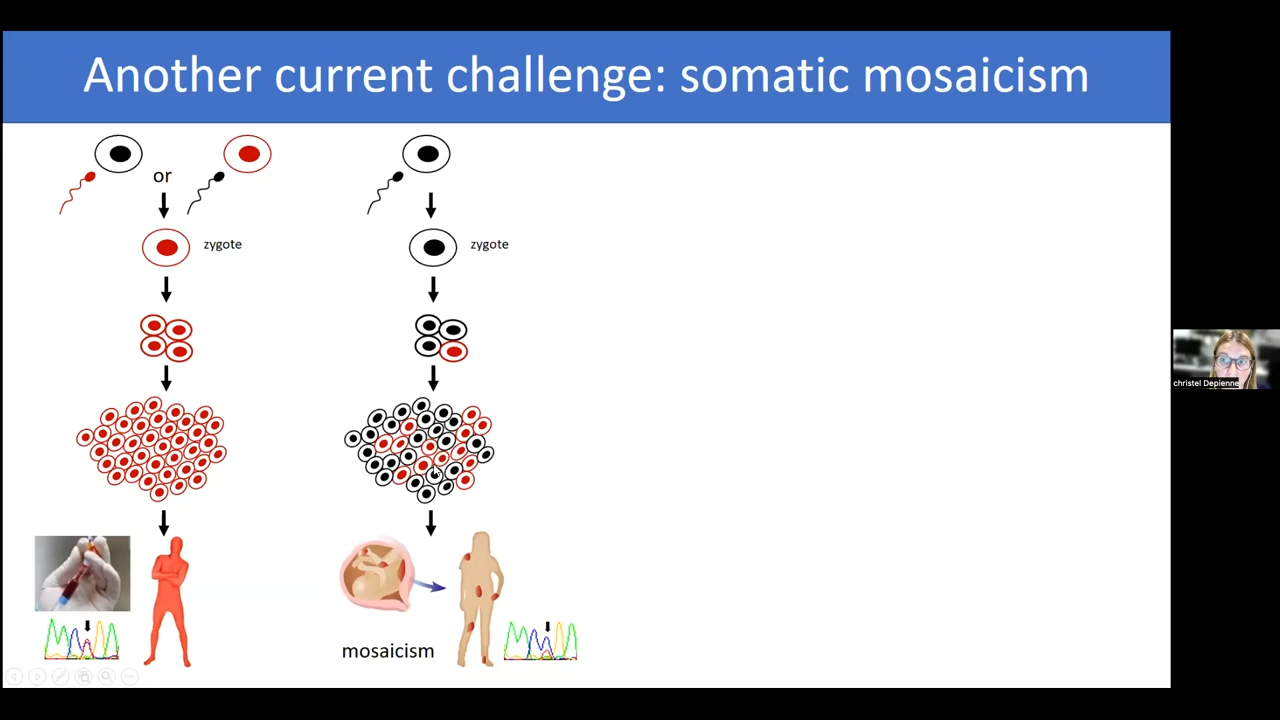 Another current challenge: somatic mosaicism
or
zygote
zygote
christel Depienne
mosaicism